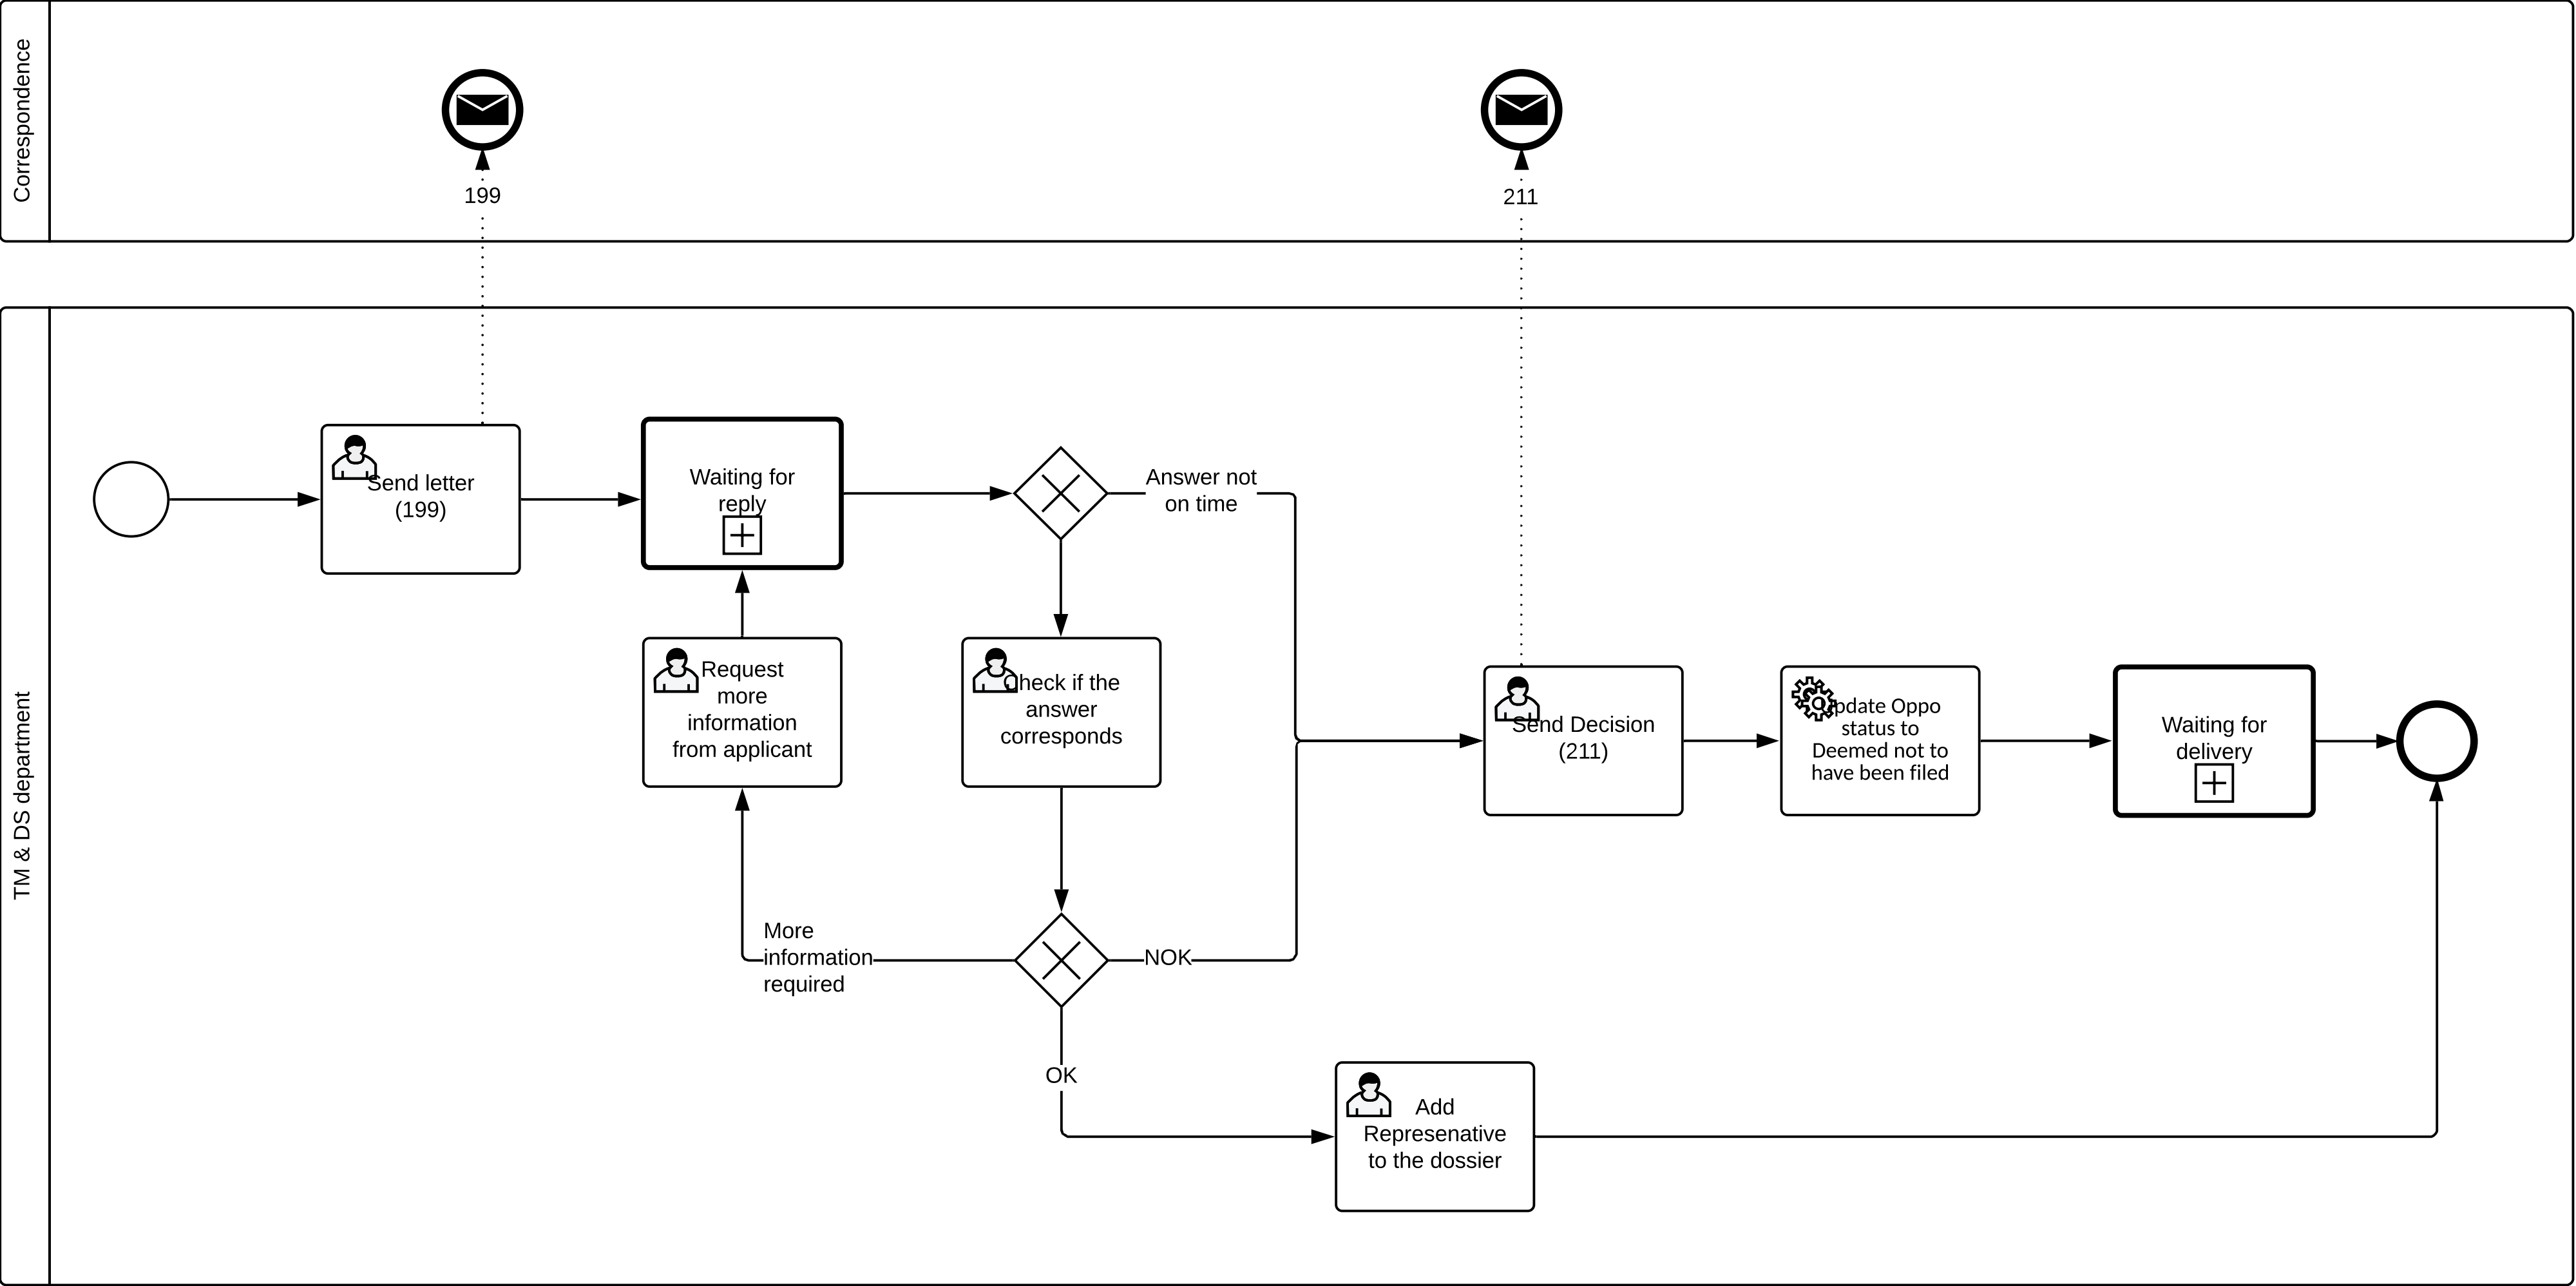 Correspondence
199
211
TM & DS department
Send letter
(199)
Waiting for
reply
Answer not
on time
Request
more
information
from applicant
Check if the
answer
corresponds
Send Decision
(211)
Update Oppo
status to
Deemed not to
have been filed
Waiting for
delivery
More
information
required
NOK
OK
Add
Represenative
to the dossier